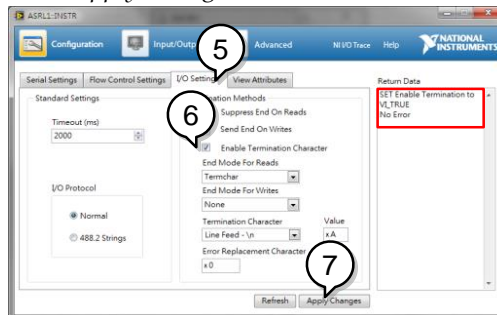 ASRL1::INSTR
Configuration
Input/Outp
Advanced
NI I/O Trace
Help
NATIONAL
INSTRUMENTS
5
Serial Settings
Flow Control Settings
I/O Settin
View Attributes
Return Data
Standard Settings
ination Methods
SET Enable Termination to
VI_TRUE
No Error
Timeout (ms)
2000
6
Suppress End On Reads
Send End On Writes
Enable Termination Character
End Mode For Reads
Termchar
End Mode For Writes
None
I/O Protocol
Normal
488.2 Strings
Termination Character
Value
Line Feed - \n
xA
Error Replacement Character
x0
7
Refresh
Apply Changes